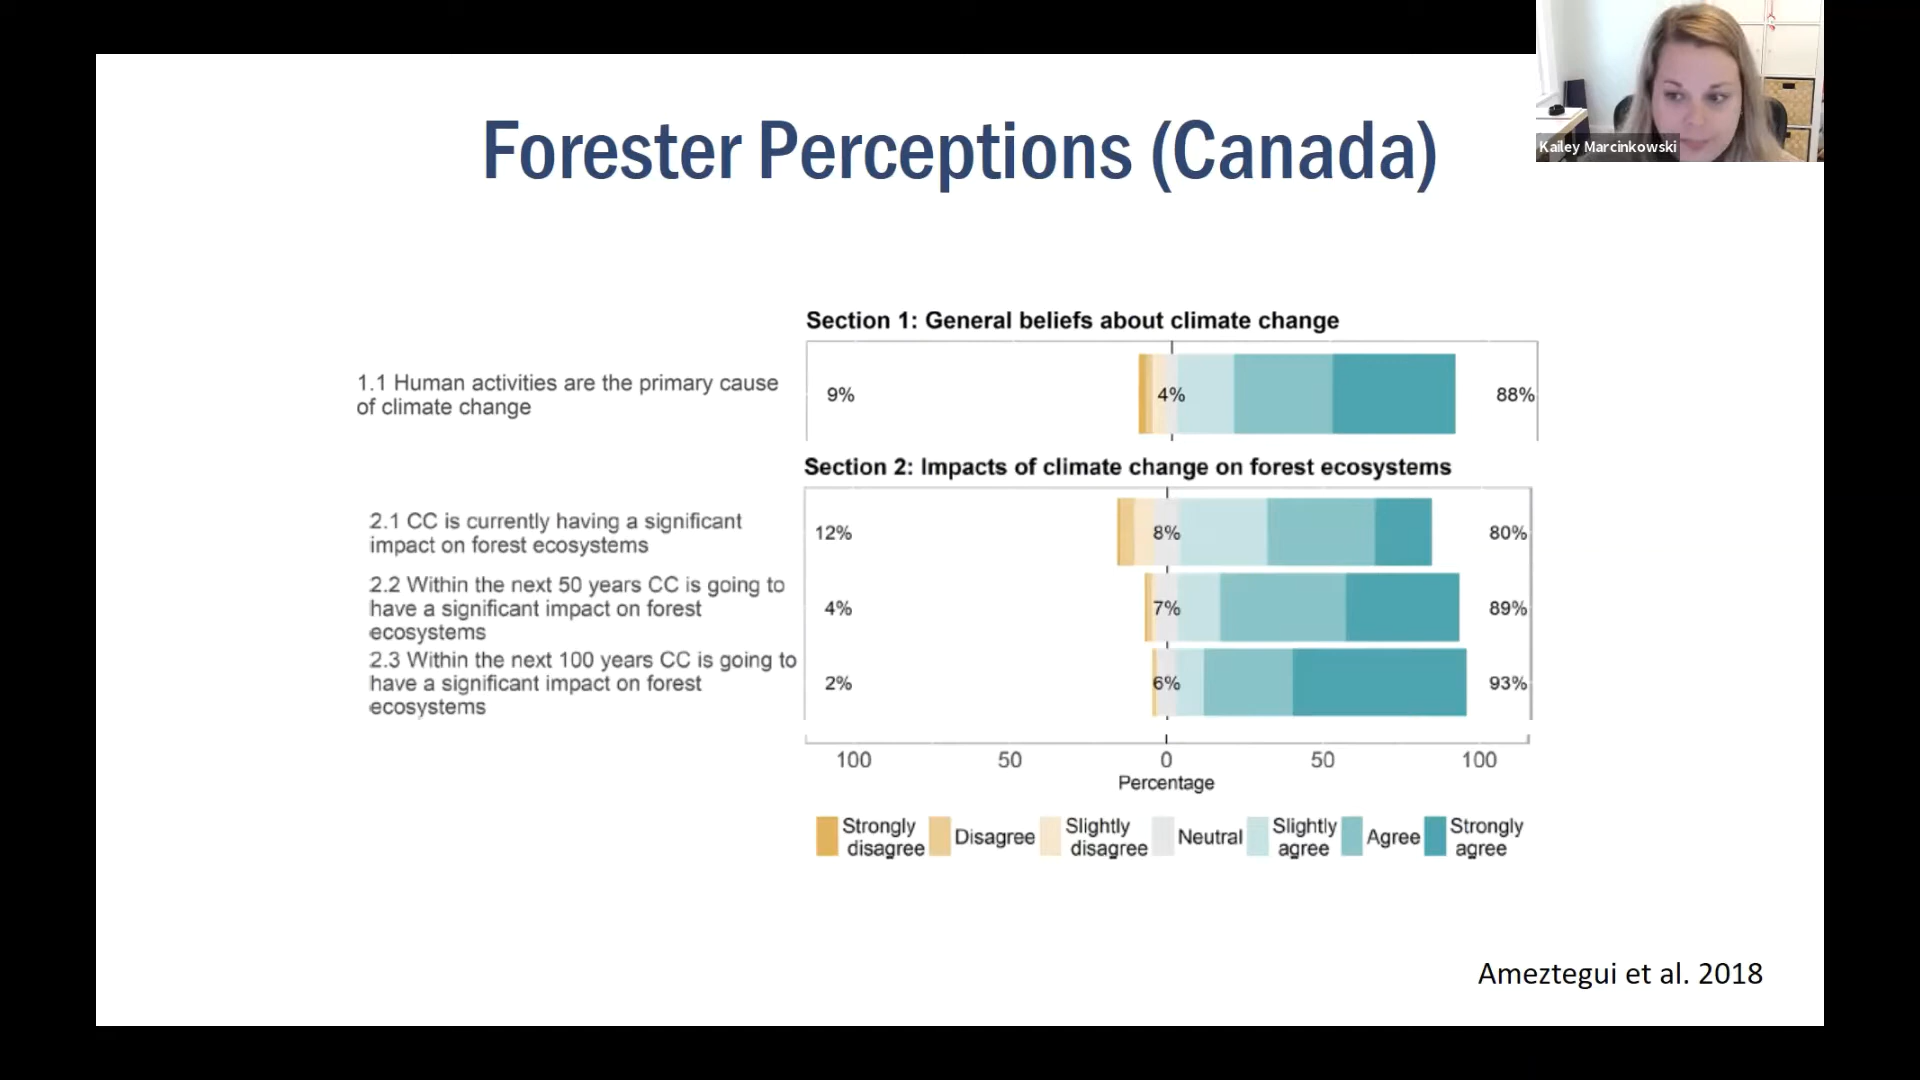 Forester Perceptions (Canada)
Kailey Marcinkowski
Section 1: General beliefs about climate change
1.1 Human activities are the primary cause
of climate change
9%
4%
88%
Section 2: Impacts of climate change on forest ecosystems
2.1 CC is currently having a significant
impact on forest ecosystems
12%
8%
80%
2.2 Within the next 50 years CC is going to
have a significant impact on forest
ecosystems
4%
7%
89%
2.3 Within the next 100 years CC is going to
have a significant impact on forest
ecosystems
2%
6%
93%
100 50 0 50 100
Percentage
Strongly
disagree
Disagree
Slightly
disagree
Neutral
Slightly
agree
Agree
Strongly
agree
Ameztegui et al. 2018